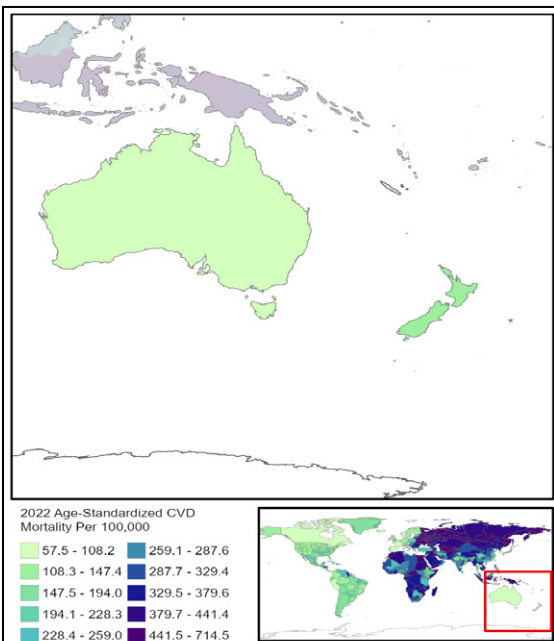 2022 Age-Standardized CVD
Mortality Per 100,000
57.5 - 108.2 259.1 - 287.6
108.3 - 147.4 287.7 - 329.4
147.5 - 194.0 329.5 - 379.6
194.1 - 228.3 379.7 - 441.4
228.4 - 259.0 441.5 - 714.5